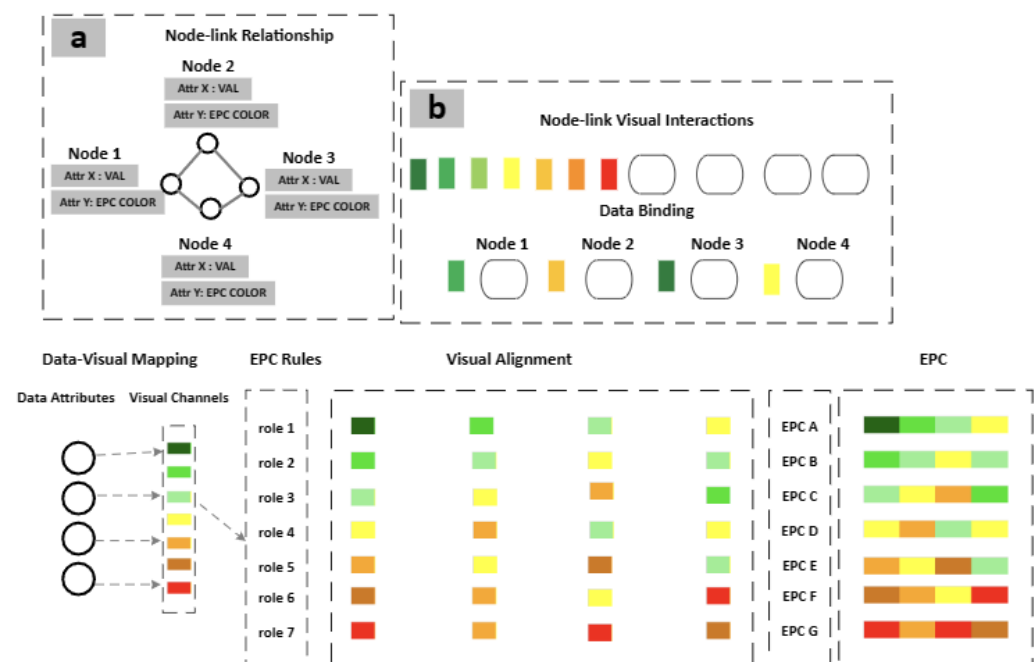 a
Node-link Relationship
Node 2
Attr X : VAL
Attr Y: EPC COLOR
Node 1
Attr X : VAL
Attr Y: EPC COLOR
Node 3
Attr X : VAL
Attr Y: EPC COLOR
Node 4
Attr X : VAL
Attr Y: EPC COLOR
b
Node-link Visual Interactions
Data Binding
Node 1 Node 2 Node 3 Node 4
Data-Visual Mapping EPC Rules Visual Alignment EPC
Data Attributes Visual Channels
role 1 EPC A
role 2 EPC B
role 3 EPC C
role 4 EPC D
role 5 EPC E
role 6 EPC F
role 7 EPC G